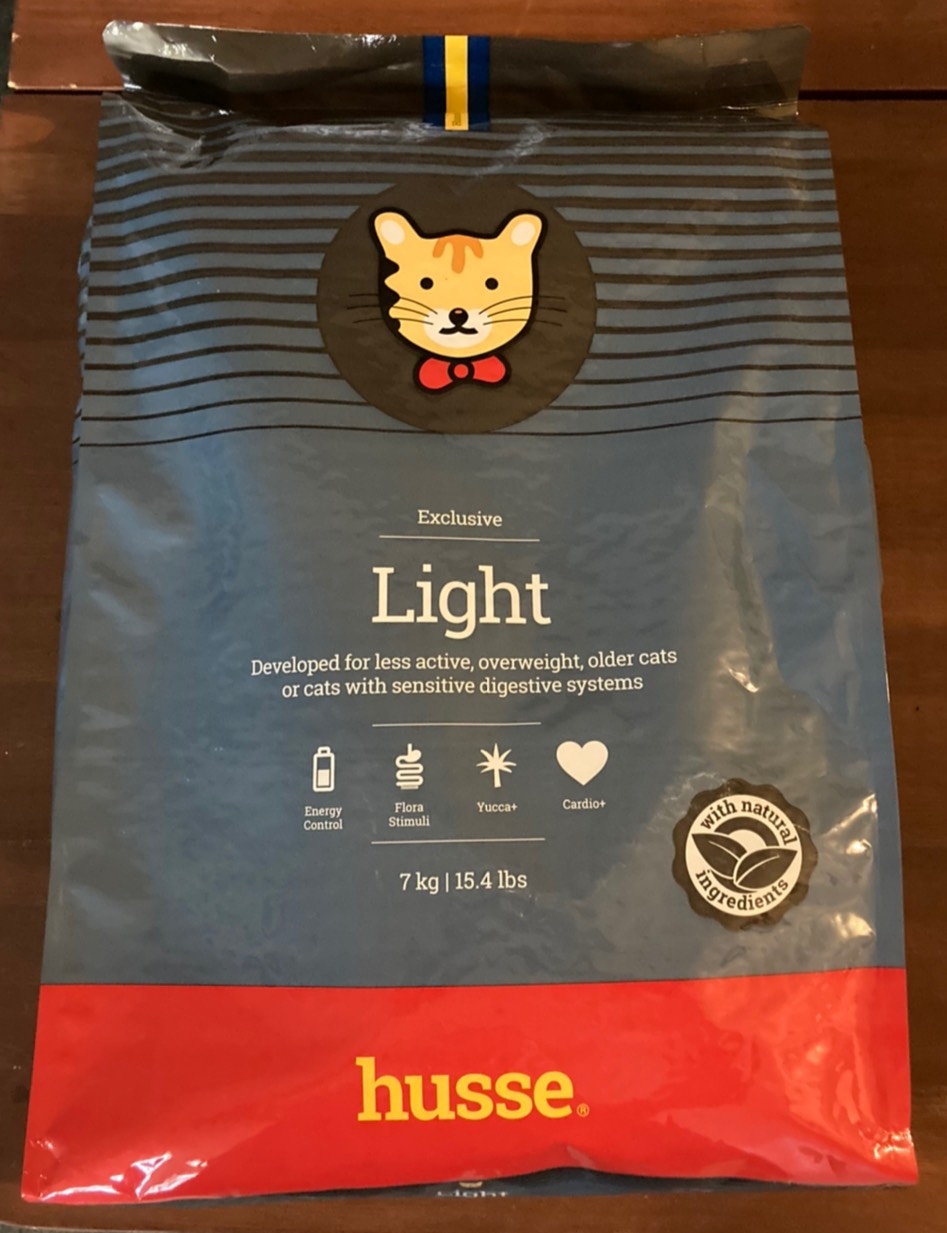 Exclusive
Light
Developed for less active, overweight, older cats
or cats with sensitive digestive systems
Energy
Control
Flora
Stimuli
Yucca+
Cardio+
7 kg | 15.4 lbs
with natural
ingredients
husse®
Light